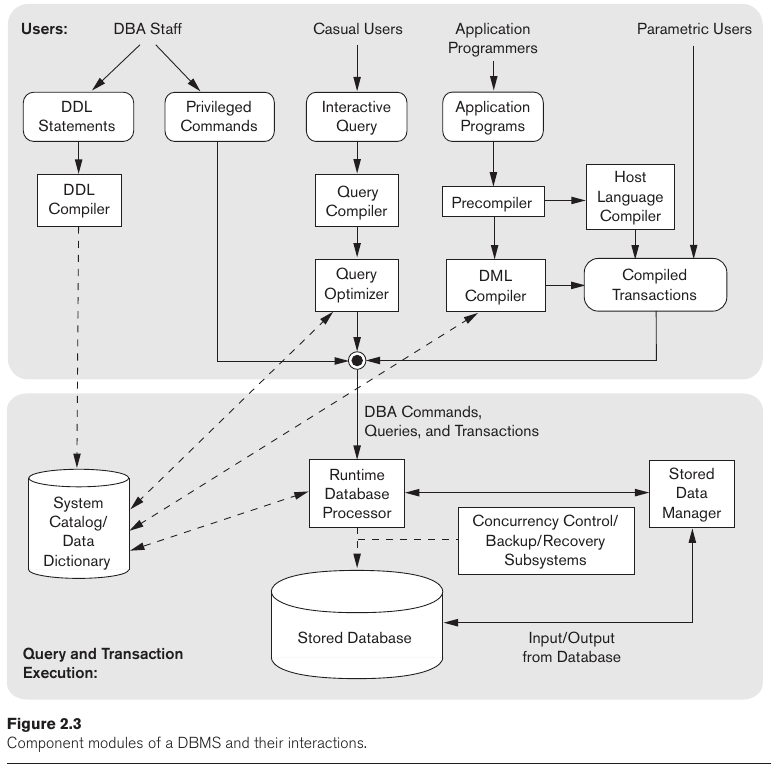 Users:
DBA Staff
Casual Users
Application
Programmers
Parametric Users
DDL
Statements
Privileged
Commands
Interactive
Query
Application
Programs
DDL
Compiler
Query
Compiler
Precompiler
Host
Language
Compiler
Query
Optimizer
DML
Compiler
Compiled
Transactions
DBA Commands,
Queries, and Transactions
System
Catalog/
Data
Dictionary
Runtime
Database
Processor
Stored
Data
Manager
Concurrency Control/
Backup/Recovery
Subsystems
Stored Database
Input/Output
from Database
Query and Transaction
Execution:
Figure 2.3
Component modules of a DBMS and their interactions.